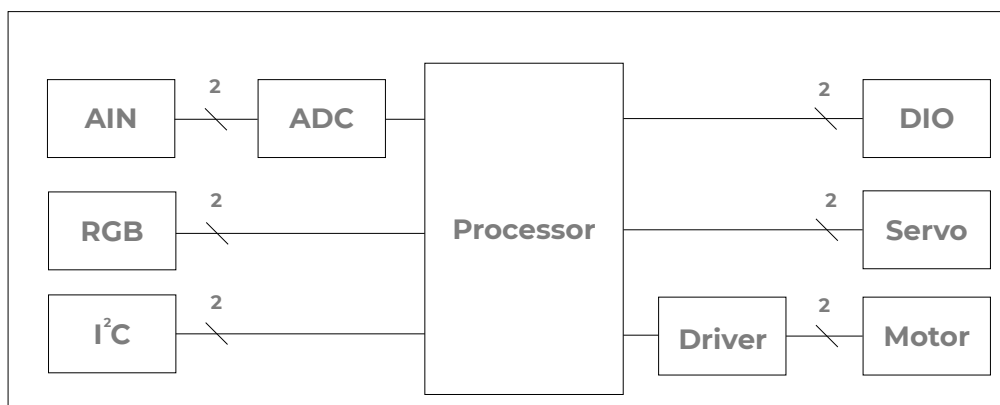 2
AIN
ADC
2
RGB
2
I²C
Processor
2
DIO
2
Servo
Driver
2
Motor